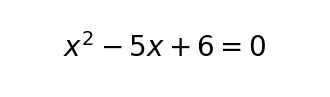 x² − 5x + 6 = 0